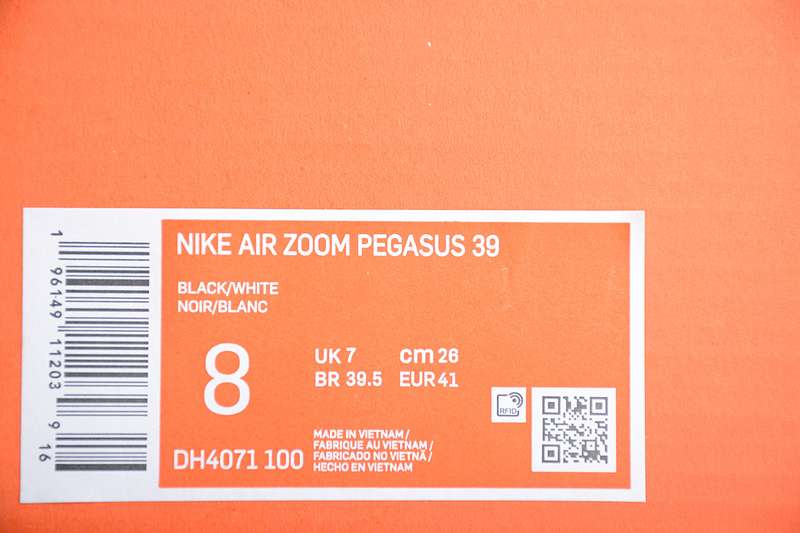 NIKE AIR ZOOM PEGASUS 39
BLACK/WHITE
NOIR/BLANC
8
UK 7
cm 26
BR 39.5
EUR 41
RFID
DH4071 100
MADE IN VIETNAM /
FABRIQUE AU VIETNAM /
FABRICADO NO VIETNÃ /
HECHO EN VIETNAM
1 96149 11203 9 16